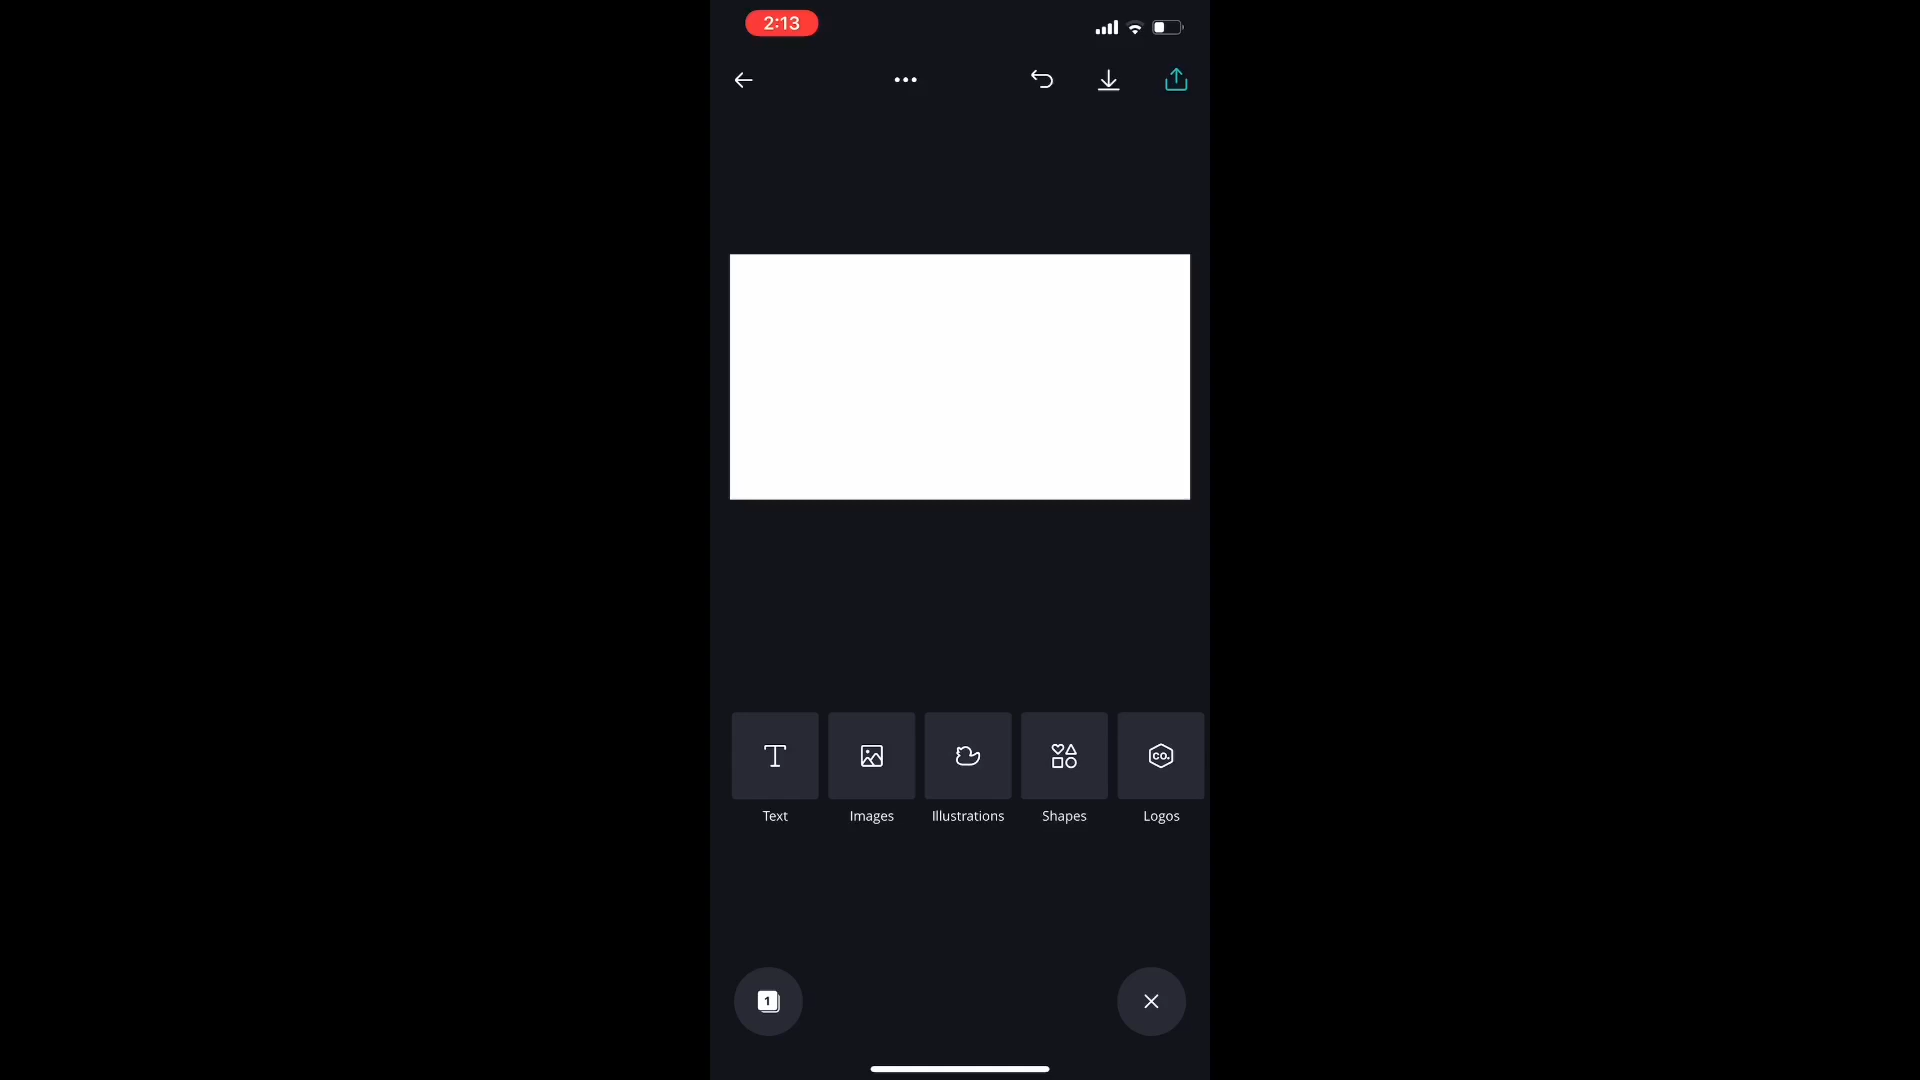 2:13
T
Text
Images
Illustrations
Shapes
CO.
Logos
1